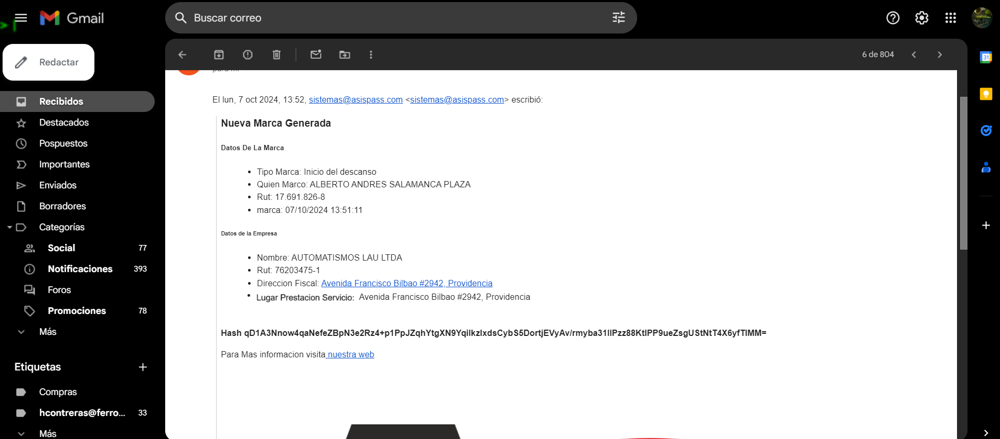 Gmail
Buscar correo
Redactar
6 de 804
31
Recibidos
Destacados
Pospuestos
Importantes
Enviados
Borradores
Categorías
Social 77
Notificaciones 393
Foros
Promociones 78
Más
Etiquetas
Compras
hcontreras@ferro... 33
Más
El lun, 7 oct 2024, 13:52, sistemas@asispass.com <sistemas@asispass.com> escribió:
Nueva Marca Generada
Datos De La Marca
• Tipo Marca: Inicio del descanso
• Quien Marco: ALBERTO ANDRES SALAMANCA PLAZA
• Rut: 17.691.826-8
• marca: 07/10/2024 13:51:11
Datos de la Empresa
• Nombre: AUTOMATISMOS LAU LTDA
• Rut: 76203475-1
• Direccion Fiscal: Avenida Francisco Bilbao #2942, Providencia
• Lugar Prestacion Servicio: Avenida Francisco Bilbao #2942, Providencia
Hash
Para Mas informacion visita nuestra web